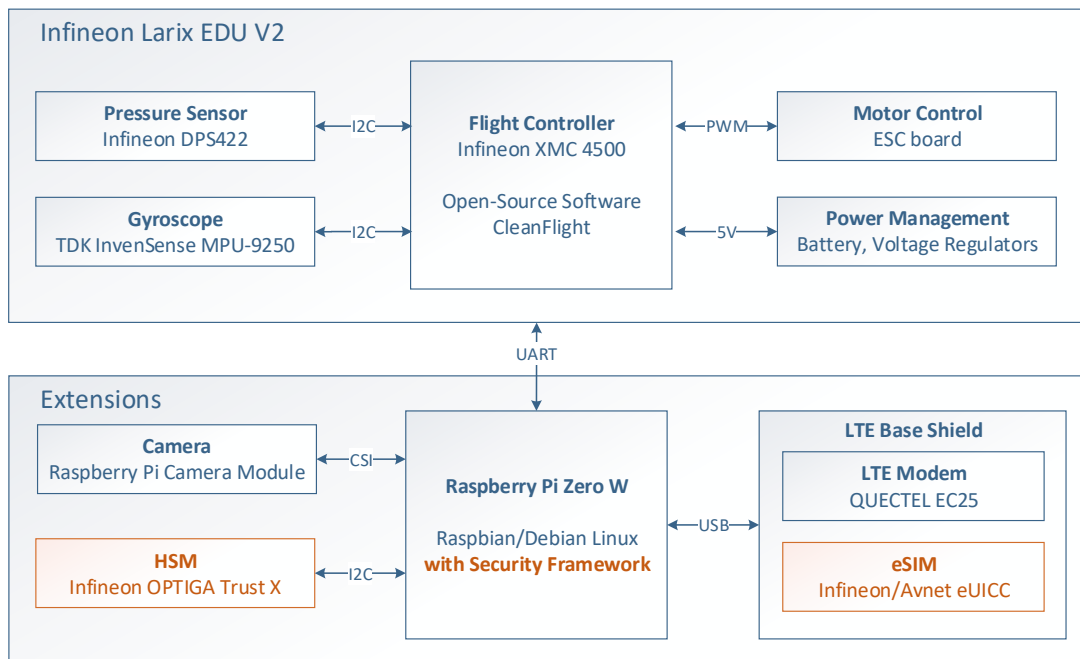 Infineon Larix EDU V2
Pressure Sensor
Infineon DPS422
I2C
Gyroscope
TDK InvenSense MPU-9250
I2C
Flight Controller
Infineon XMC 4500
Open-Source Software
CleanFlight
PWM
Motor Control
ESC board
5V
Power Management
Battery, Voltage Regulators
UART
Extensions
Camera
Raspberry Pi Camera Module
CSI
HSM
Infineon OPTIGA Trust X
I2C
Raspberry Pi Zero W
Raspbian/Debian Linux
with Security Framework
USB
LTE Base Shield
LTE Modem
QUECTEL EC25
eSIM
Infineon/Avnet eUICC